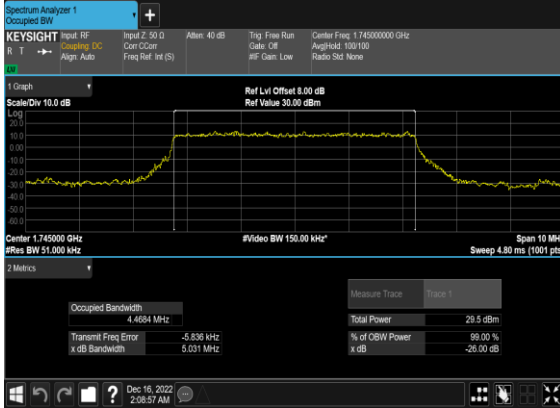 Spectrum Analyzer 1
Occupied BW
+
KEYSIGHT
R T
LW
Input: RF
Coupling: DC
Align: Auto
Input Z: 50 Ω
Corr CCorr
Freq Ref: Int (S)
Atten: 40 dB
Trig: Free Run
Gate: Off
#IF Gain: Low
Center Freq: 1.745000000 GHz
Avg|Hold: 100/100
Radio Std: None
1 Graph
Scale/Div 10.0 dB
Ref Lvl Offset 8.00 dB
Ref Value 30.00 dBm
Log
20.0
10.0
0.00
-10.0
-20.0
-30.0
-40.0
-50.0
-60.0
Center 1.745000 GHz
#Res BW 51.000 kHz
#Video BW 150.00 kHz*
Span 10 MH
Sweep 4.80 ms (1001 pts
2 Metrics
Measure Trace
Trace 1
Occupied Bandwidth
4.4684 MHz
Total Power
29.5 dBm
Transmit Freq Error
-5.836 kHz
% of OBW Power
99.00 %
x dB Bandwidth
5.031 MHz
x dB
-26.00 dB
?
Dec 16, 2022
2:08:57 AM